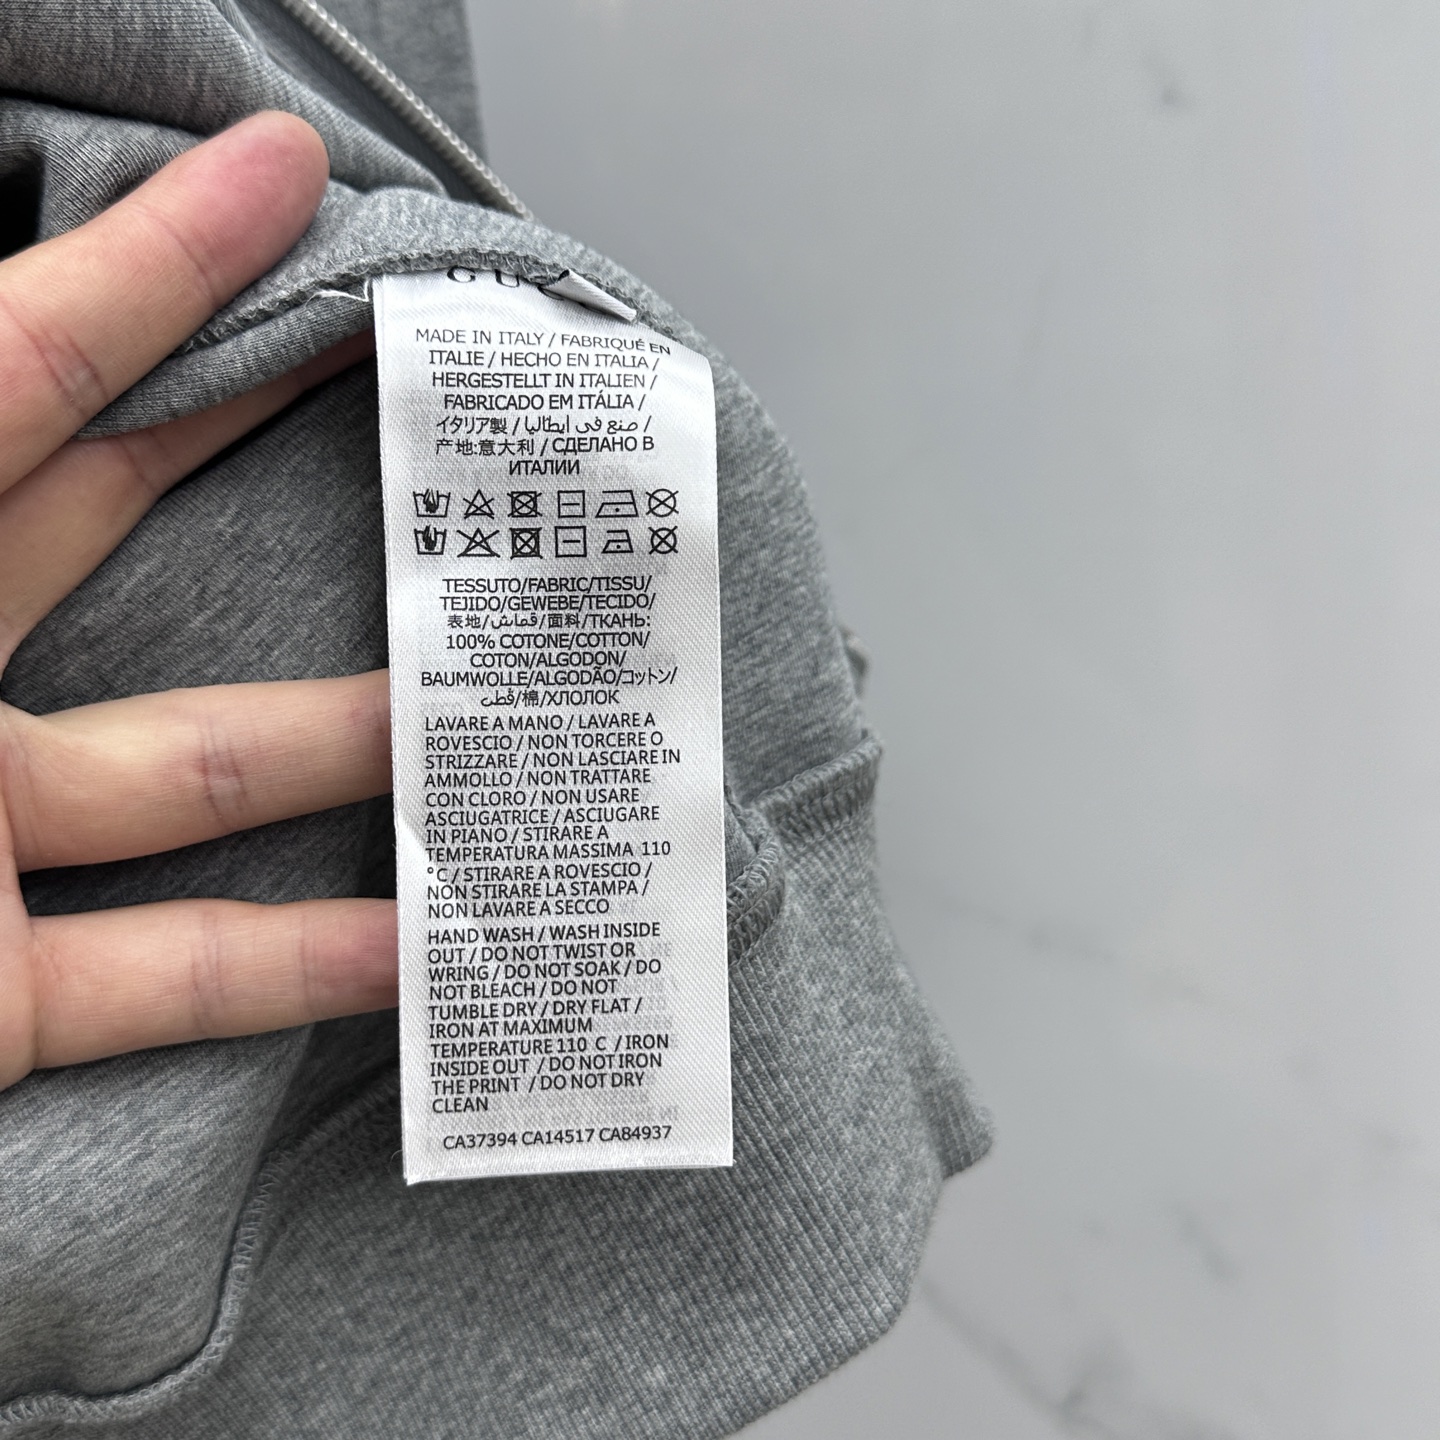 GUC
MADE IN ITALY / FABRIQUÉ EN
ITALIE / HECHO EN ITALIA /
HERGESTELLT IN ITALIEN /
FABRICADO EM ITÁLIA /
イタリア製 / صنع في ايطاليا /
产地:意大利 / СДЕЛАНО В
ИТАЛИИ
TESSUTO/FABRIC/TISSU/
TEJIDO/GEWEBE/TECIDO/
表地/قماش/面料/ТКАНЬ:
100% COTONE/COTTON/
COTON/ALGODON/
BAUMWOLLE/ALGODÃO/コットン/
قطن/棉/ХЛОПОК
LAVARE A MANO / LAVARE A
ROVESCIO / NON TORCERE O
STRIZZARE / NON LASCIARE IN
AMMOLLO / NON TRATTARE
CON CLORO / NON USARE
ASCIUGATRICE / ASCIUGARE
IN PIANO / STIRARE A
TEMPERATURA MASSIMA 110
°C / STIRARE A ROVESCIO /
NON STIRARE LA STAMPA /
NON LAVARE A SECCO
HAND WASH / WASH INSIDE
OUT / DO NOT TWIST OR
WRING / DO NOT SOAK / DO
NOT BLEACH / DO NOT
TUMBLE DRY / DRY FLAT /
IRON AT MAXIMUM
TEMPERATURE 110 C / IRON
INSIDE OUT / DO NOT IRON
THE PRINT / DO NOT DRY
CLEAN
CA37394 CA14517 CA84937